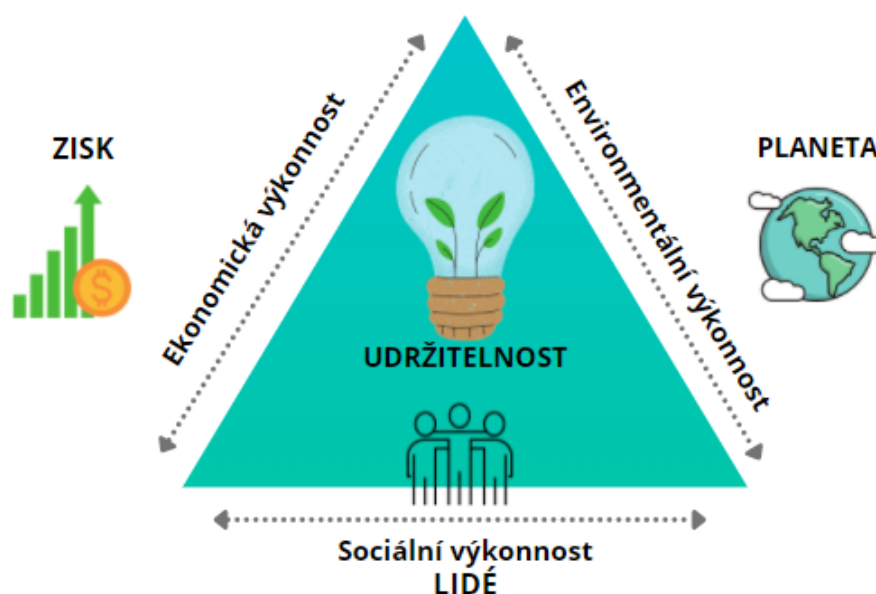 ZISK
Ekonomická výkonnost
Environmentální výkonnost
PLANETA
$
UDRŽITELNOST
Sociální výkonnost
LIDÉ